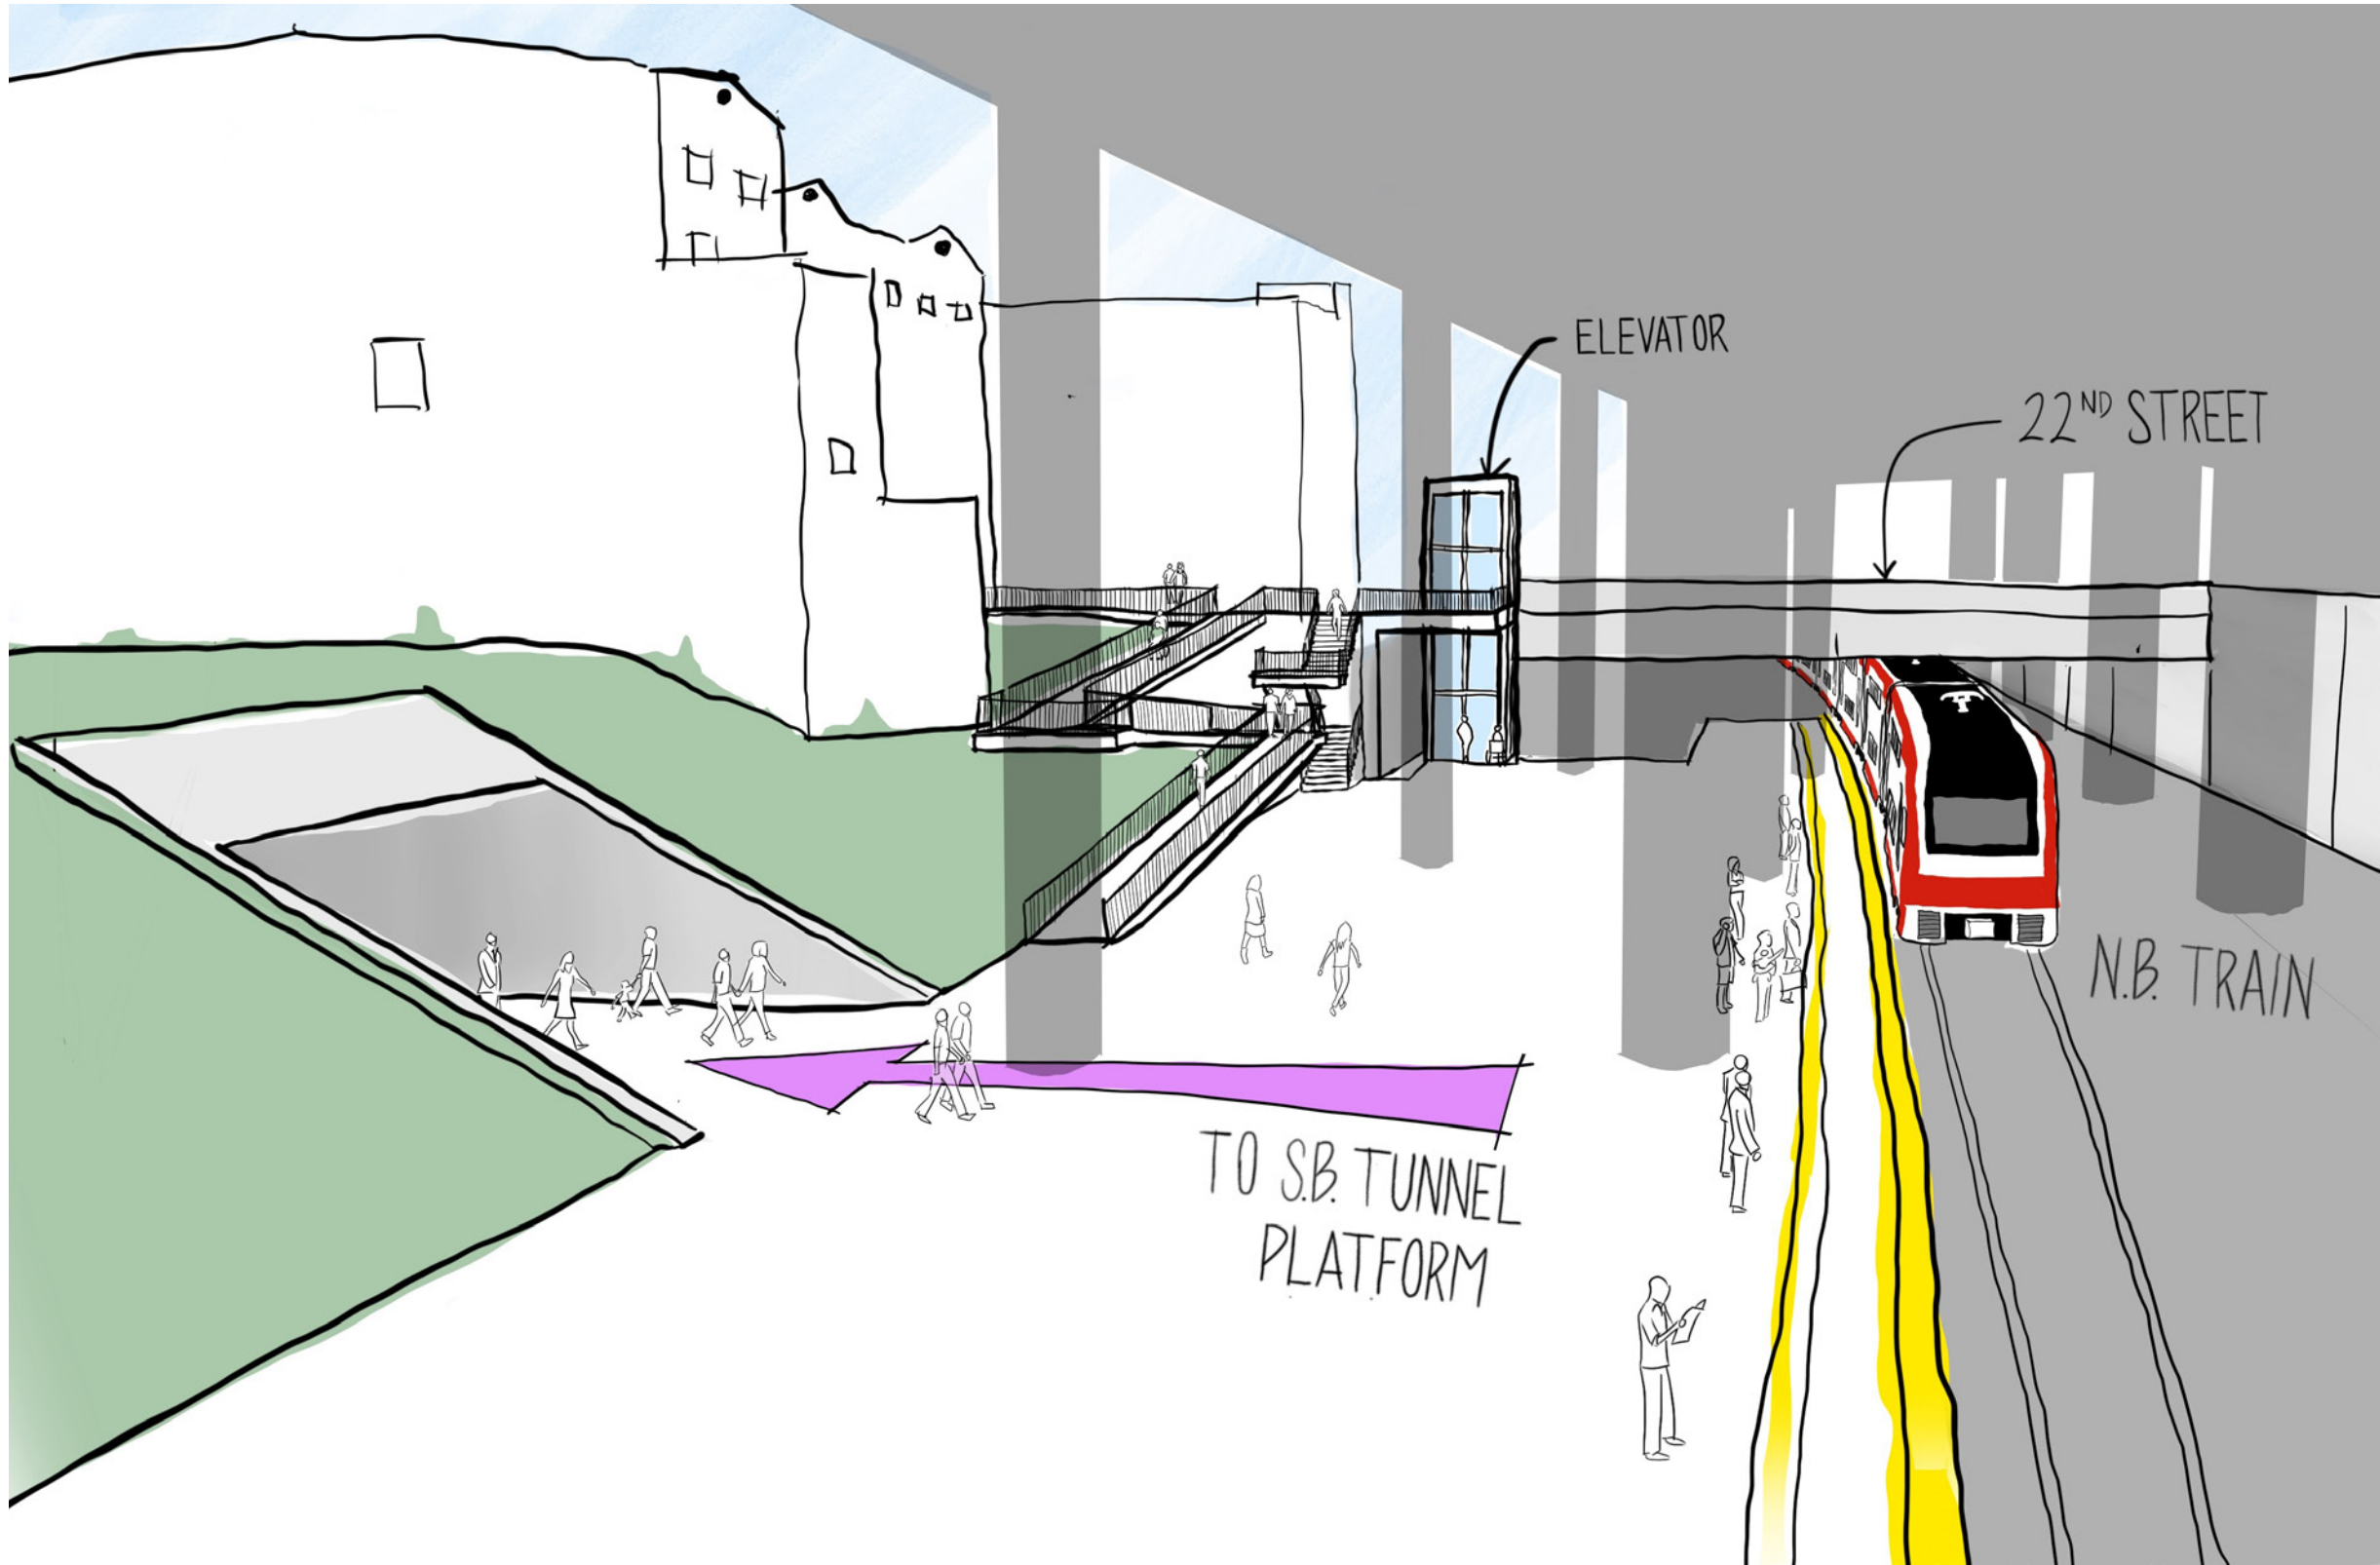 ELEVATOR
22ND STREET
N.B. TRAIN
TO S.B. TUNNEL
PLATFORM